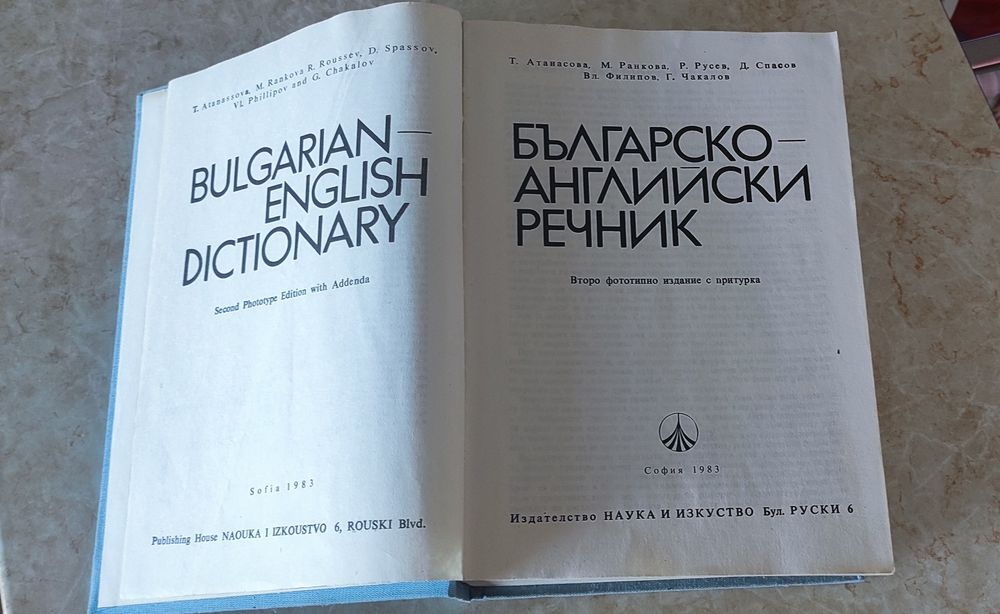 T. Atanassova, M. Rankova R. Roussev, D. Spassov,
Vl. Phillipov and G. Chakalov
BULGARIAN—
ENGLISH
DICTIONARY
Second Phototype Edition with Addenda
Sofia 1983
Publishing House NAOUKA I IZKOUSTVO 6, ROUSKI Blvd.
Т. Атанасова, М. Ранкова, Р. Русев, Д. Спасов
Вл. Филипов, Г. Чакалов
БЪЛГАРСКО—
АНГЛИЙСКИ
РЕЧНИК
Второ фототипно издание с притурка
София 1983
Издателство НАУКА И ИЗКУСТВО Бул. РУСКИ 6